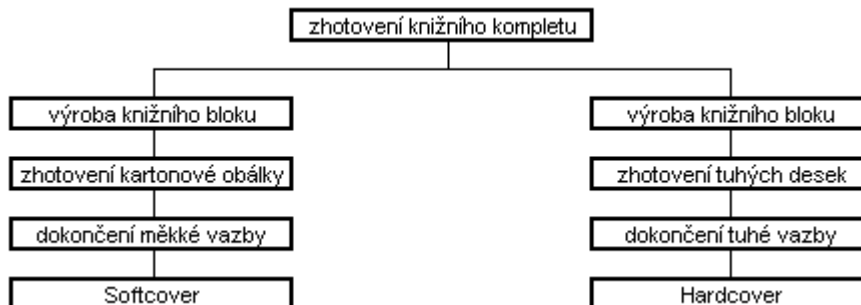 zhotovení knižního kompletu
výroba knižního bloku
výroba knižního bloku
zhotovení kartonové obálky
zhotovení tuhých desek
dokončení měkké vazby
dokončení tuhé vazby
Softcover
Hardcover